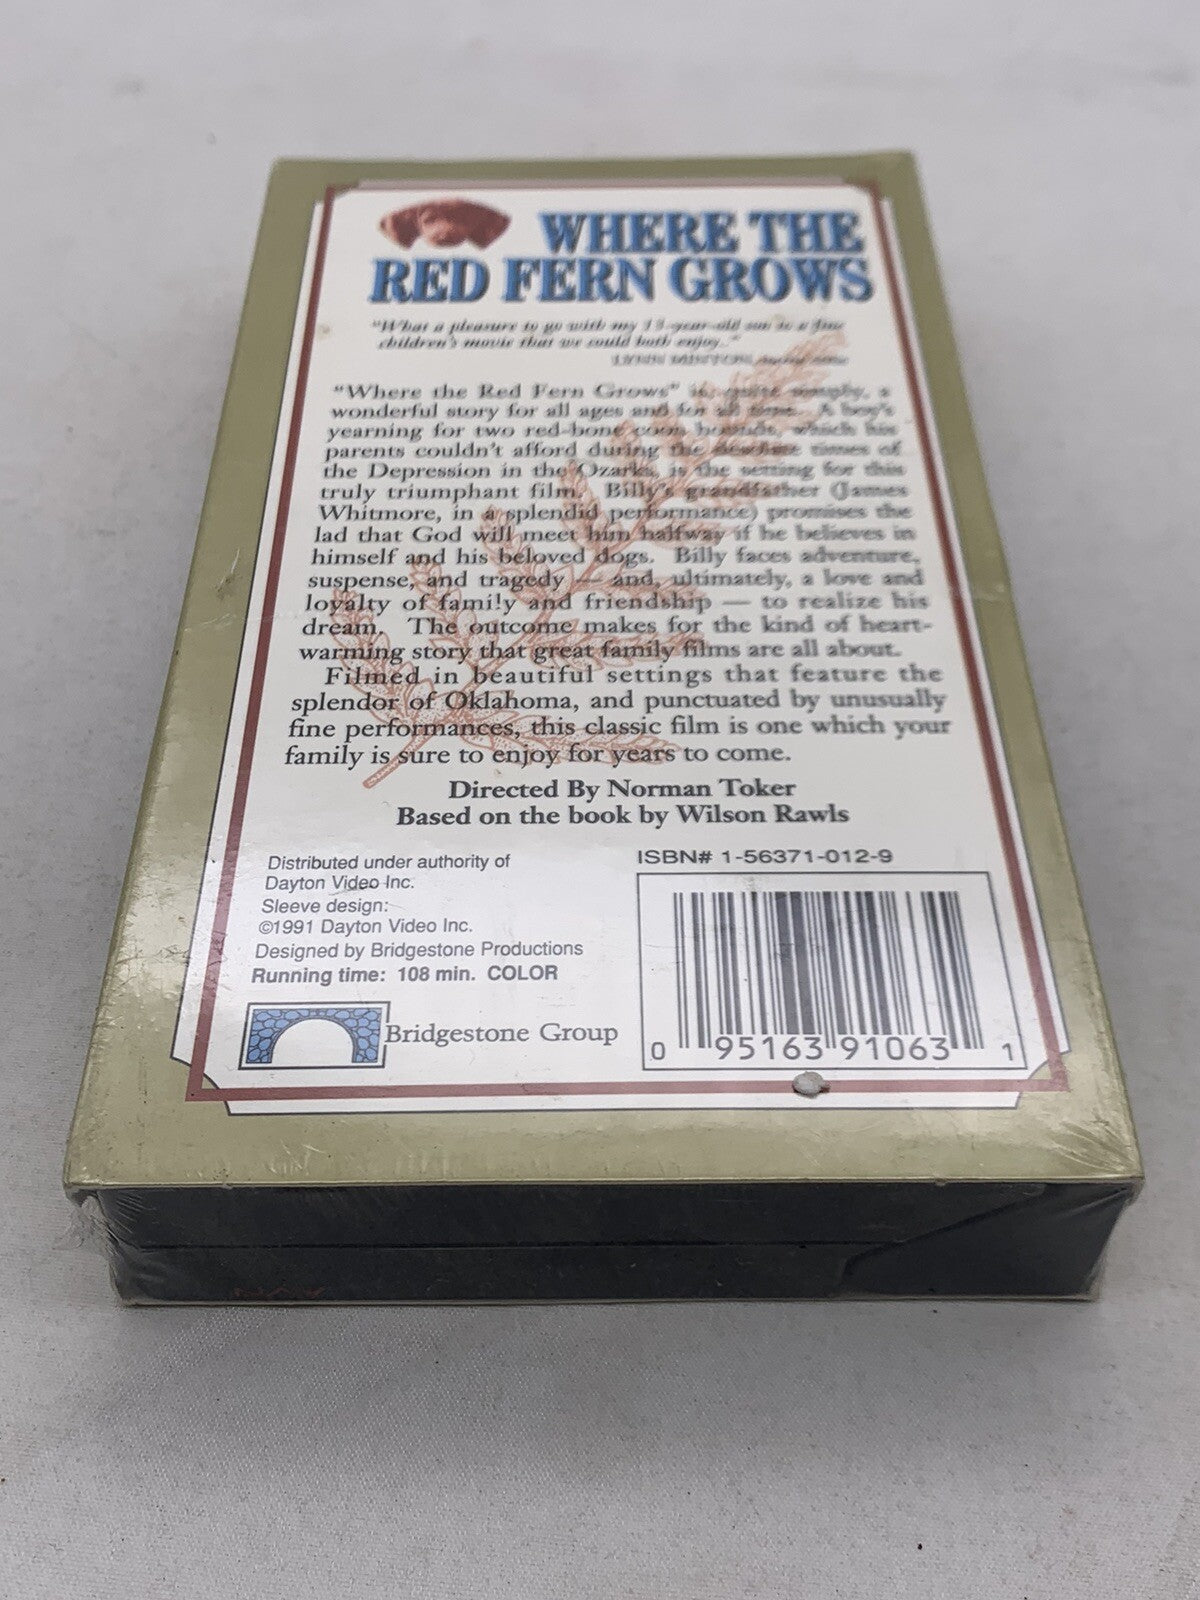 WHERE THE
RED FERN GROWS
"What a pleasure to go with my 13-year-old son to a fine
children's movie that we could both enjoy."
LYNN MINTON,
"Where the Red Fern Grows" is, quite simply, a
wonderful story for all ages and for all time. A boy's
yearning for two red-bone coon hounds, which his
parents couldn't afford during the desolate times of
the Depression in the Ozarks, is the setting for this
truly triumphant film. Billy's grandfather (James
Whitmore, in a splendid performance) promises the
lad that God will meet him halfway if he believes in
himself and his beloved dogs. Billy faces adventure,
suspense, and tragedy — and, ultimately, a love and
loyalty of family and friendship — to realize his
dream. The outcome makes for the kind of heart-
warming story that great family films are all about.
Filmed in beautiful settings that feature the
splendor of Oklahoma, and punctuated by unusually
fine performances, this classic film is one which your
family is sure to enjoy for years to come.
Directed By Norman Toker
Based on the book by Wilson Rawls
Distributed under authority of
Dayton Video Inc.
Sleeve design:
©1991 Dayton Video Inc.
Designed by Bridgestone Productions
Running time: 108 min. COLOR
Bridgestone Group
ISBN# 1-56371-012-9
0 95163 91063 1